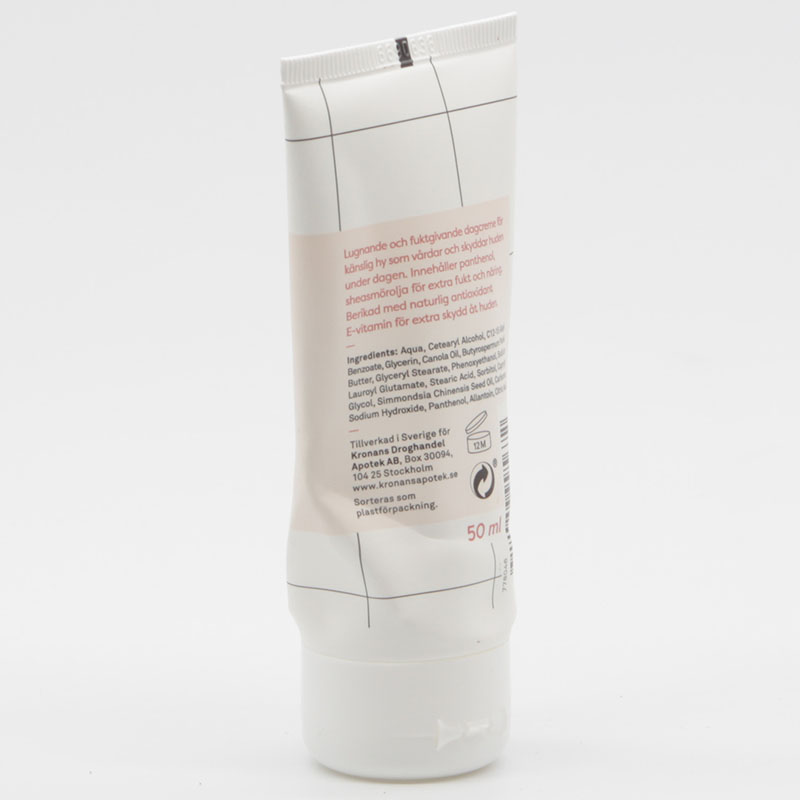 Lugnande och fuktgivande dagcreme för
känslig hy som vårdar och skyddar huden
under dagen. Innehåller panthenol,
sheasmörolja för extra fukt och näring.
Berikad med naturlig antioxidant,
E-vitamin för extra skydd åt huden.
Ingredients: Aqua, Cetearyl Alcohol, C12-15
Benzoate, Glycerin, Canola Oil, Butyrospermum
Butter, Glyceryl Stearate, Phenoxyethanol,
Lauroyl Glutamate, Stearic Acid, Sorbitol,
Glycol, Simmondsia Chinensis Seed Oil,
Sodium Hydroxide, Panthenol, Allantoin,
Tillverkad i Sverige för
Kronans Droghandel
Apotek AB, Box 30094,
104 25 Stockholm
www.kronansapotek.se
Sorteras som
plastförpackning.
12M
®
50 ml